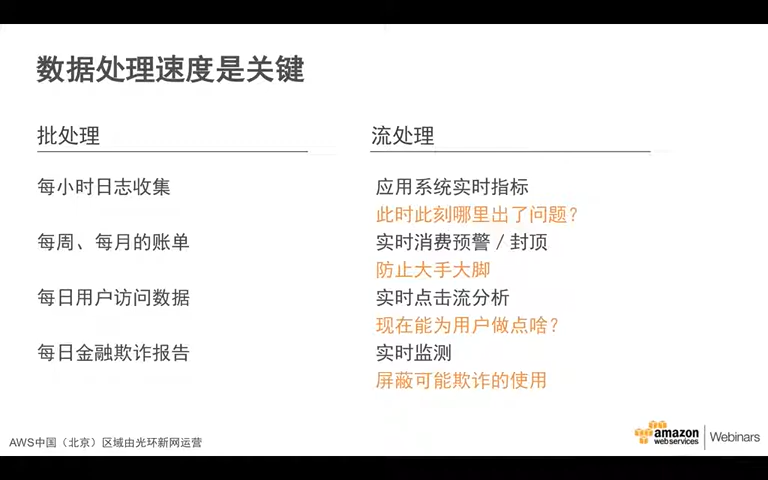 数据处理速度是关键
批处理
流处理
每小时日志收集
应用系统实时指标
此时此刻哪里出了问题?
每周、每月的账单
实时消费预警 / 封顶
防止大手大脚
每日用户访问数据
实时点击流分析
现在能为用户做点啥?
每日金融欺诈报告
实时监测
屏蔽可能欺诈的使用
AWS中国（北京）区域由光环新网运营
amazon
webservices
Webinars